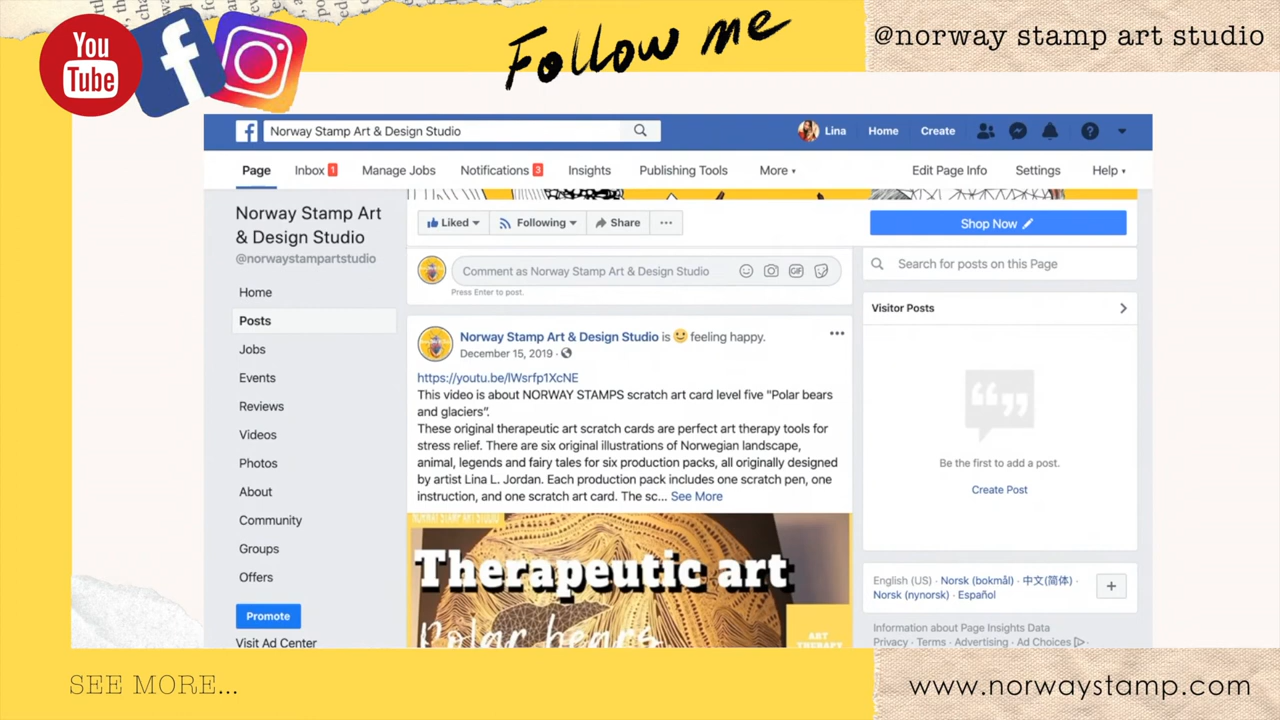 You
Tube
Follow me
@norway stamp art studio
Norway Stamp Art & Design Studio
Lina
Home
Create
Page
Inbox 1
Manage Jobs
Notifications 3
Insights
Publishing Tools
More
Edit Page Info
Settings
Help
Norway Stamp Art
& Design Studio
@norwaystampartstudio
Home
Posts
Jobs
Events
Reviews
Videos
Photos
About
Community
Groups
Offers
Promote
Visit Ad Center
Liked
Following
Share
Shop Now
Comment as Norway Stamp Art & Design Studio
GIF
Press Enter to post.
Norway Stamp Art & Design Studio is 🙂 feeling happy.
December 15, 2019 ·
https://youtu.be/lWsrfp1XcNE
This video is about NORWAY STAMPS scratch art card level five "Polar bears
and glaciers”.
These original therapeutic art scratch cards are perfect art therapy tools for
stress relief. There are six original illustrations of Norwegian landscape,
animal, legends and fairy tales for six production packs, all originally designed
by artist Lina L. Jordan. Each production pack includes one scratch pen, one
instruction, and one scratch art card. The sc... See More
NORWAY STAMP ART STUDIO
Therapeutic art
Polar bears
ART
THERAPY
Search for posts on this Page
Visitor Posts
Be the first to add a post.
Create Post
English (US) · Norsk (bokmål) · 中文(简体) ·
Norsk (nynorsk) · Español
Information about Page Insights Data
Privacy · Terms · Advertising · Ad Choices
SEE MORE...
www.norwaystamp.com